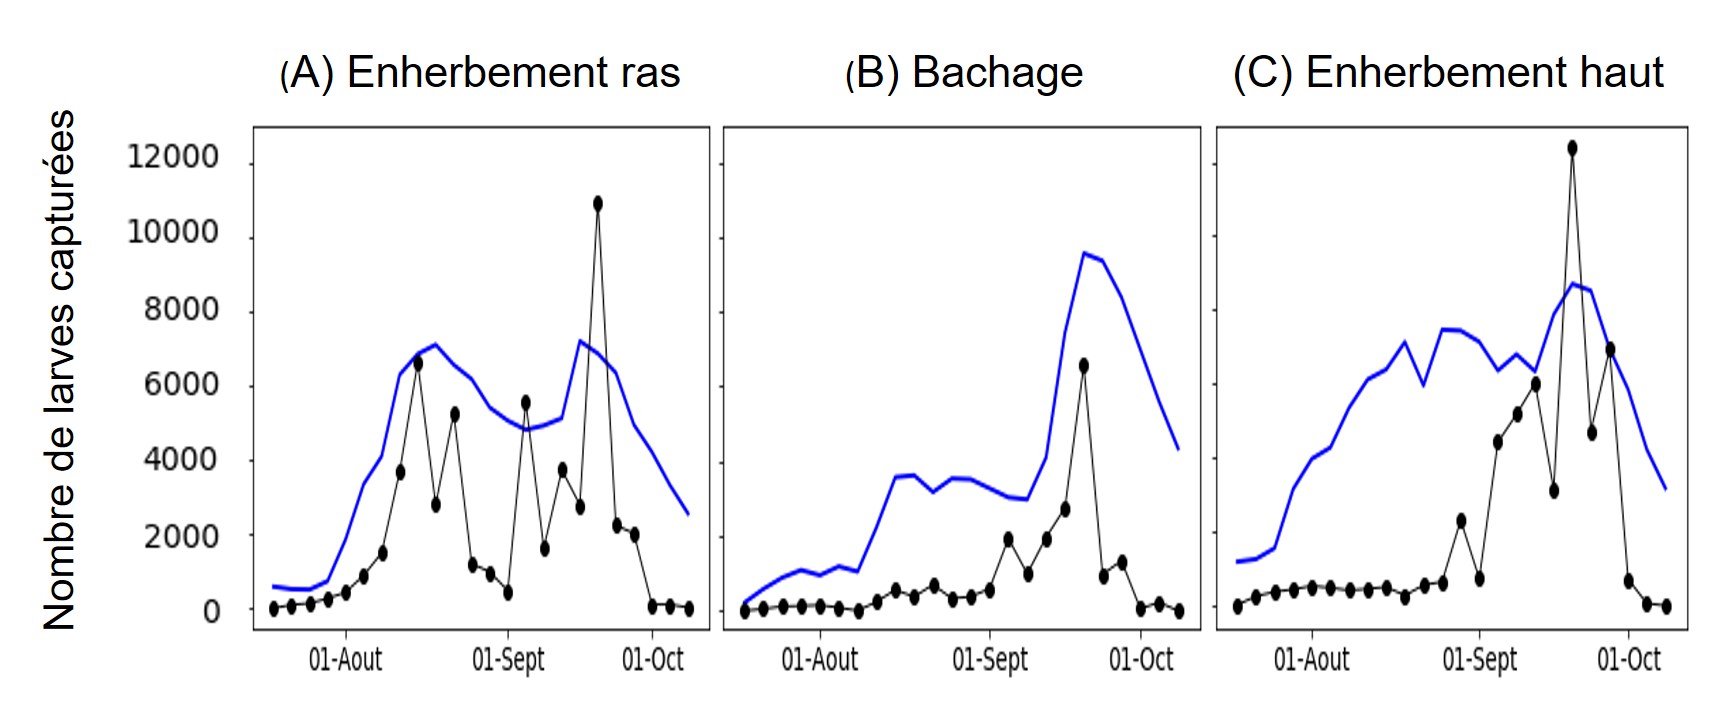 (A) Enherbement ras
(B) Bachage
(C) Enherbement haut
Nombre de larves capturées
12000
10000
8000
6000
4000
2000
0
01-Aout 01-Sept 01-Oct
01-Aout 01-Sept 01-Oct
01-Aout 01-Sept 01-Oct